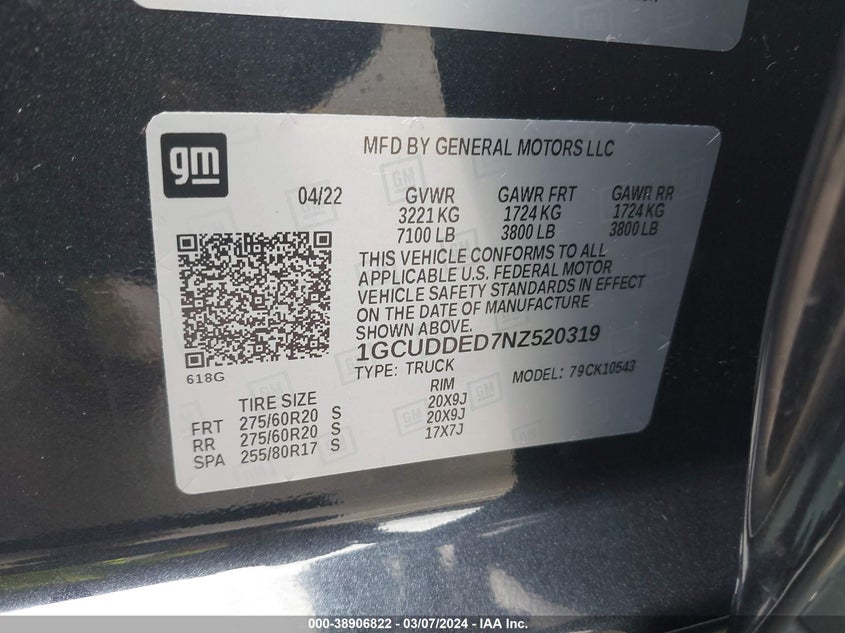 gm
MFD BY GENERAL MOTORS LLC
04/22 GVWR GAWR FRT GAWR RR
3221 KG 1724 KG 1724 KG
7100 LB 3800 LB 3800 LB
THIS VEHICLE CONFORMS TO ALL
APPLICABLE U.S. FEDERAL MOTOR
VEHICLE SAFETY STANDARDS IN EFFECT
ON THE DATE OF MANUFACTURE
SHOWN ABOVE.
1GCUDDED7NZ520319
TYPE: TRUCK MODEL: 79CK10543
618G
TIRE SIZE RIM
FRT 275/60R20 S 20X9J
RR 275/60R20 S 20X9J
SPA 255/80R17 S 17X7J
000-38906822 - 03/07/2024 - IAA Inc.